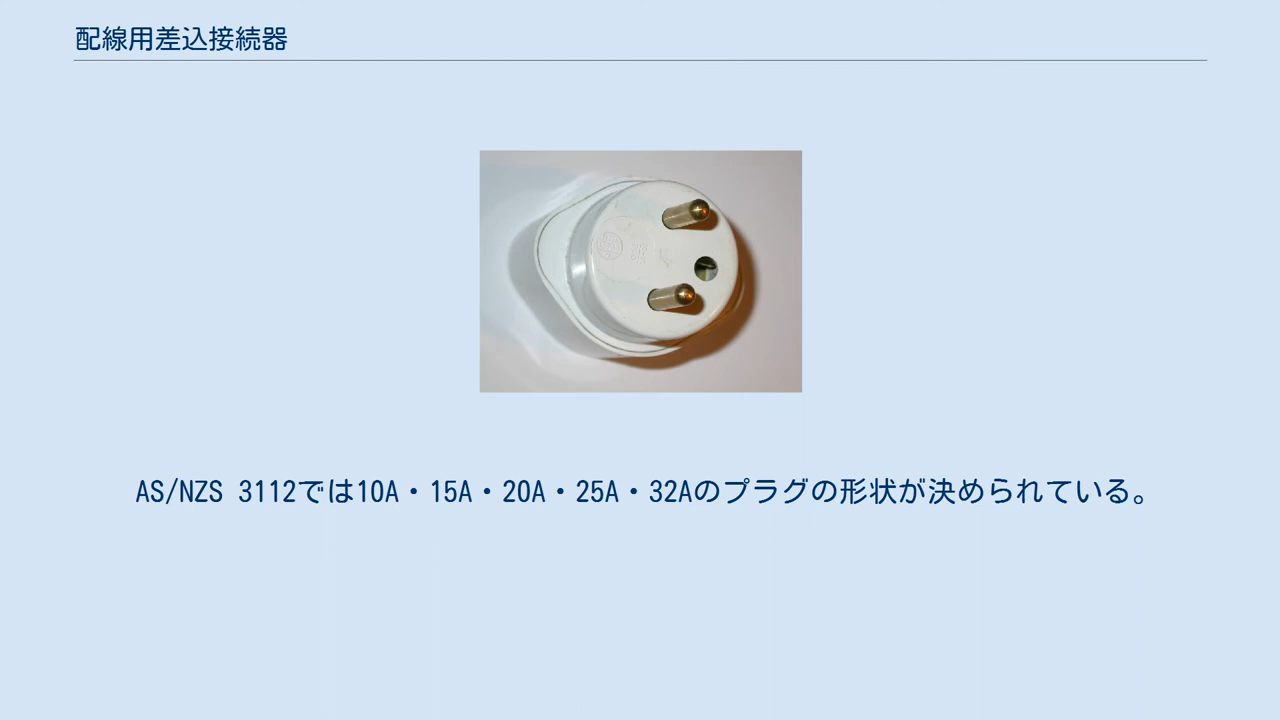 配線用差込接続器
AS/NZS 3112では10A・15A・20A・25A・32Aのプラグの形状が決められている。